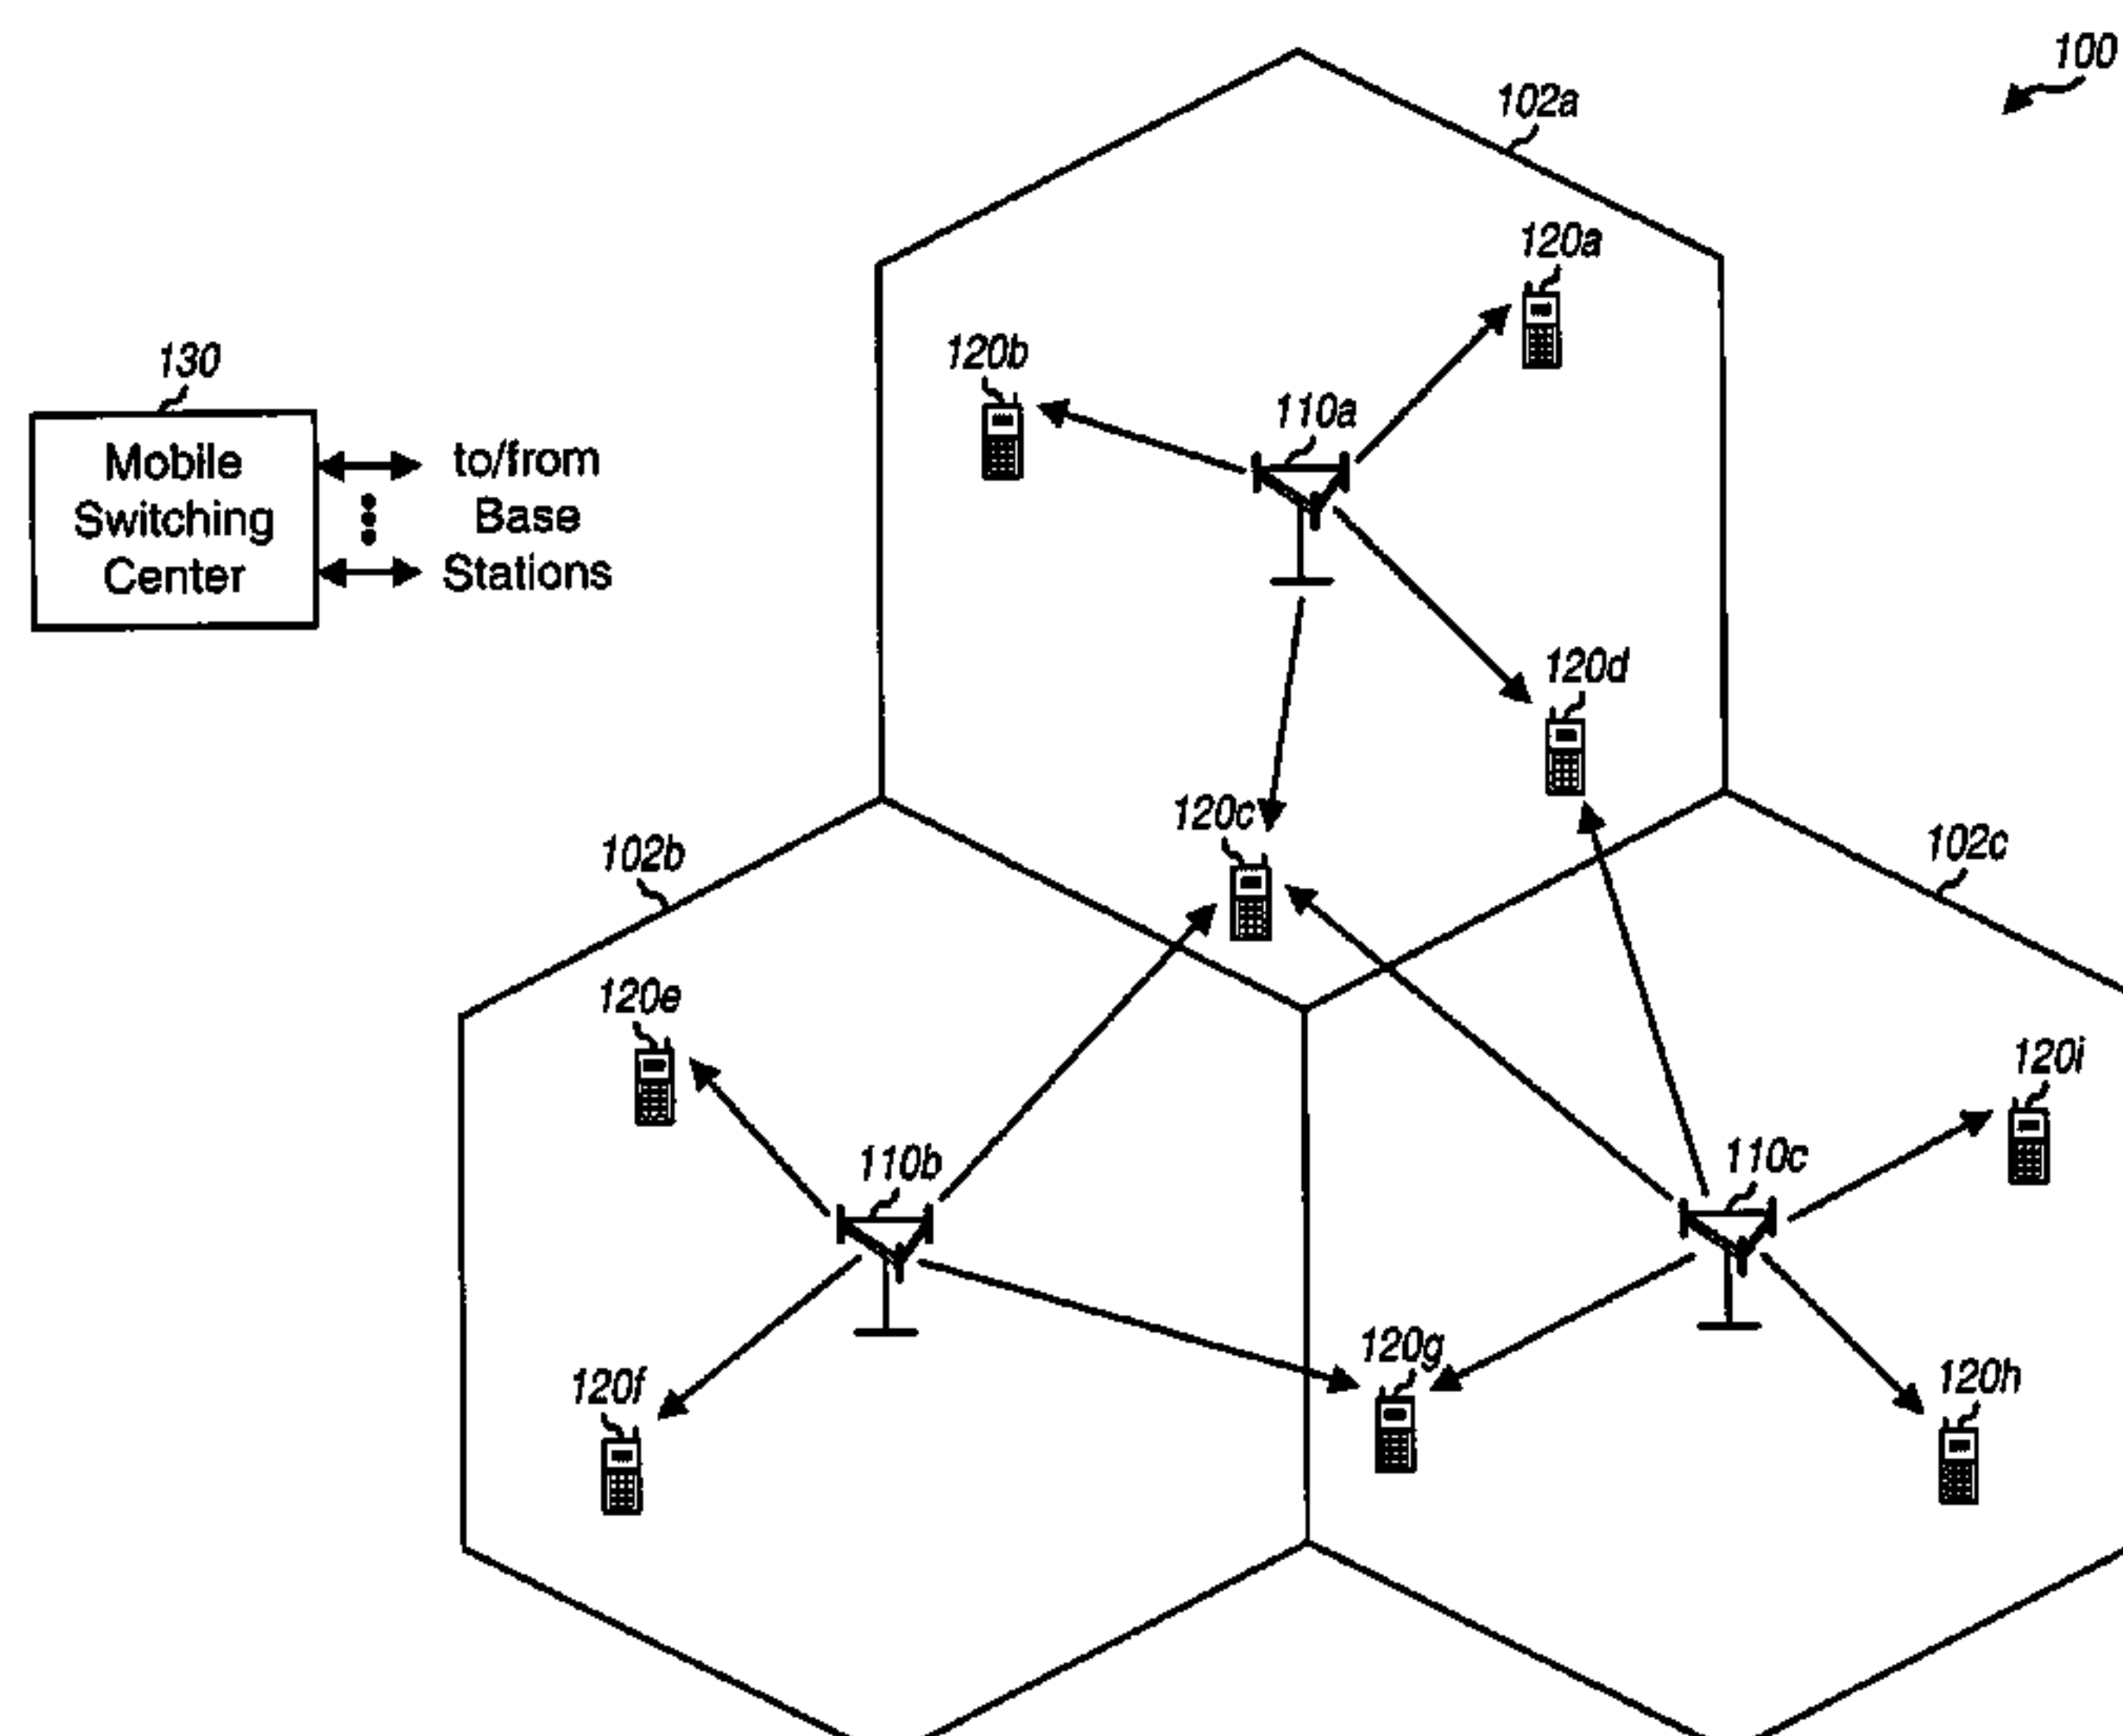 100
102a
120a
130
120b
110a
Mobile
Switching
Center
to/from
Base
Stations
120d
120c
102b
102c
120e
120i
110b
110c
120g
120f
120h